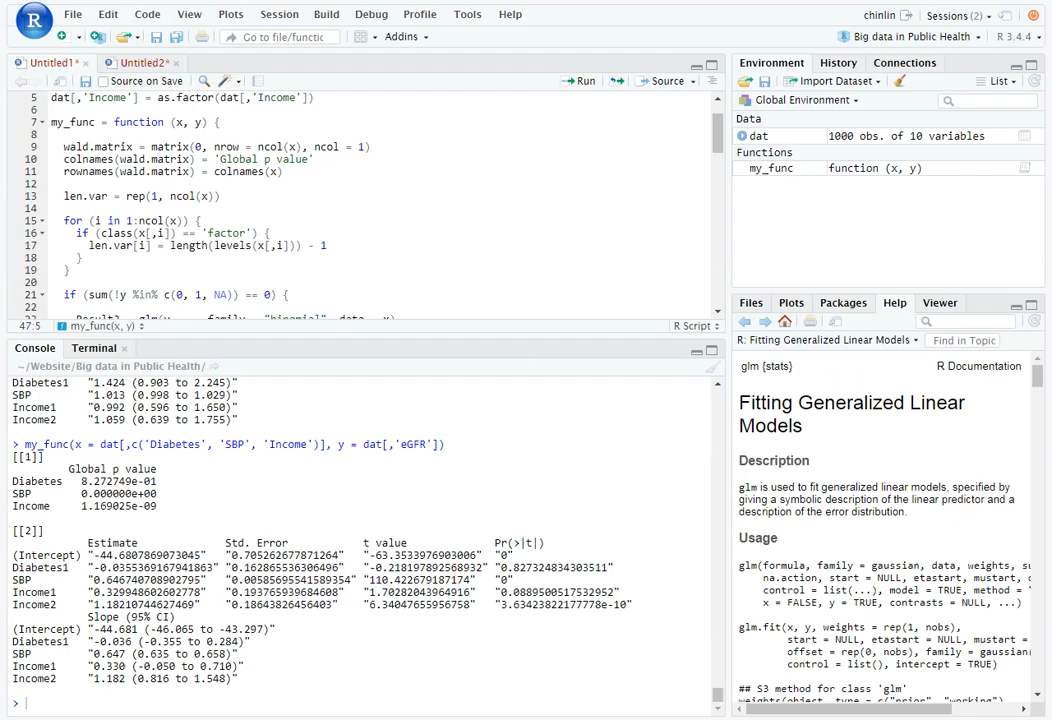 File Edit Code View Plots Session Build Debug Profile Tools Help
chinlin Sessions (2)
Go to file/functic Addins
Big data in Public Health R 3.4.4
Untitled1* Untitled2*
Source on Save Run Source
5 dat[,'Income'] = as.factor(dat[,'Income'])
6
7 my_func = function (x, y) {
8
9 wald.matrix = matrix(0, nrow = ncol(x), ncol = 1)
10 colnames(wald.matrix) = 'Global p value'
11 rownames(wald.matrix) = colnames(x)
12
13 len.var = rep(1, ncol(x))
14
15 for (i in 1:ncol(x)) {
16 if (class(x[,i]) == 'factor') {
17 len.var[i] = length(levels(x[,i])) - 1
18 }
19 }
20
21 if (sum(!y %in% c(0, 1, NA)) == 0) {
22
47:5 my_func(x, y) R Script
Console Terminal
~/Website/Big data in Public Health/
Diabetes1 "1.424 (0.903 to 2.245)"
SBP "1.013 (0.998 to 1.029)"
Income1 "0.992 (0.596 to 1.650)"
Income2 "1.059 (0.639 to 1.755)"
> my_func(x = dat[,c('Diabetes', 'SBP', 'Income')], y = dat[,'eGFR'])
[[1]]
Global p value
Diabetes 8.272749e-01
SBP 0.000000e+00
Income 1.169025e-09
[[2]]
Estimate Std. Error t value Pr(>|t|)
(Intercept) "-44.6807869073045" "0.705262677871264" "-63.3533976903006" "0"
Diabetes1 "-0.0355369167941863" "0.162865536306496" "-0.218197892568932" "0.827324834303511"
SBP "0.646740708902795" "0.00585695541589354" "110.422679187174" "0"
Income1 "0.329948602602778" "0.193765939684608" "1.70282043964916" "0.0889500517532952"
Income2 "1.18210744627469" "0.18643826456403" "6.34047655956758" "3.63423822177778e-10"
Slope (95% CI)
(Intercept) "-44.681 (-46.065 to -43.297)"
Diabetes1 "-0.036 (-0.355 to 0.284)"
SBP "0.647 (0.635 to 0.658)"
Income1 "0.330 (-0.050 to 0.710)"
Income2 "1.182 (0.816 to 1.548)"
>
Environment History Connections
Import Dataset List
Global Environment
Data
dat 1000 obs. of 10 variables
Functions
my_func function (x, y)
Files Plots Packages Help Viewer
R: Fitting Generalized Linear Models Find in Topic
glm {stats} R Documentation
Fitting Generalized Linear
Models
Description
glm is used to fit generalized linear models, specified by
giving a symbolic description of the linear predictor and a
description of the error distribution.
Usage
glm(formula, family = gaussian, data, weights, su
na.action, start = NULL, etastart, mustart, o
control = list(...), model = TRUE, method = '
x = FALSE, y = TRUE, contrasts = NULL, ...)
glm.fit(x, y, weights = rep(1, nobs),
start = NULL, etastart = NULL, mustart =
offset = rep(0, nobs), family = gaussian
control = list(), intercept = TRUE)
## S3 method for class 'glm'
weights(object, type = c("prior", "working")